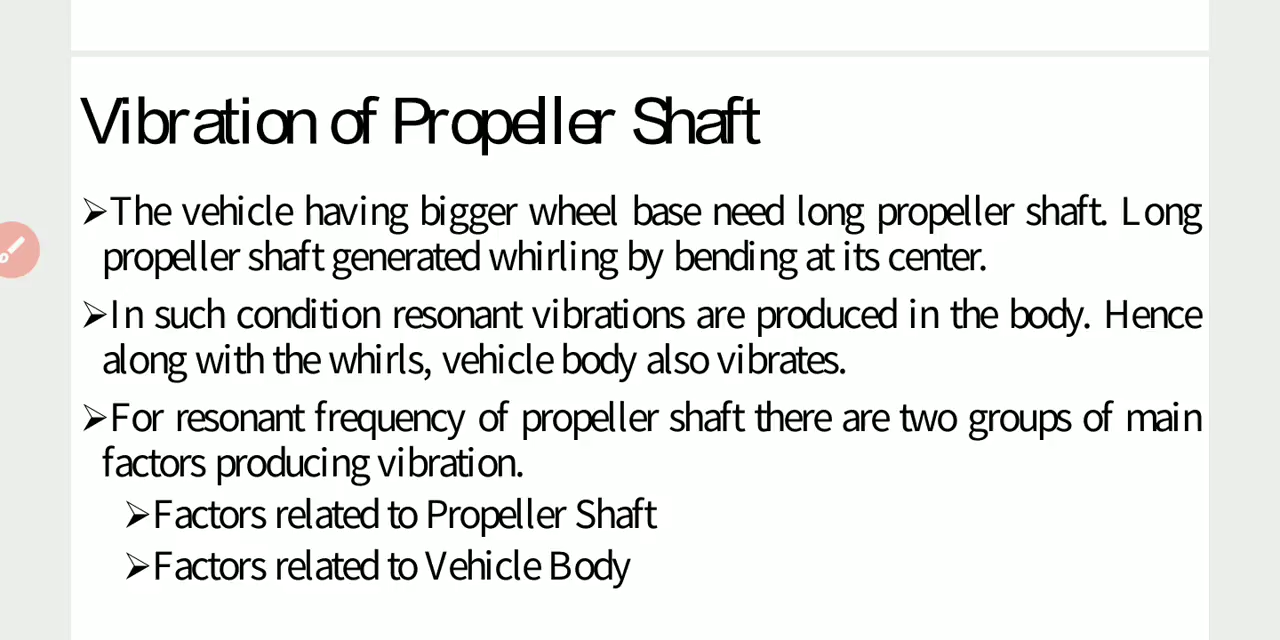 Vibration of Propeller Shaft
➢The vehicle having bigger wheel base need long propeller shaft. Long
propeller shaft generated whirling by bending at its center.
➢In such condition resonant vibrations are produced in the body. Hence
along with the whirls, vehicle body also vibrates.
➢For resonant frequency of propeller shaft there are two groups of main
factors producing vibration.
➢Factors related to Propeller Shaft
➢Factors related to Vehicle Body